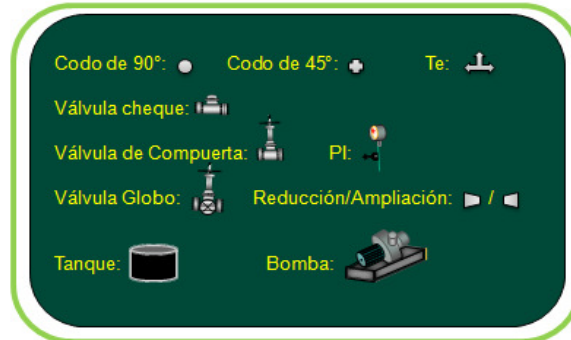 Codo de 90°: Codo de 45°: Te:
Válvula cheque:
Válvula de Compuerta: PI:
Válvula Globo: Reducción/Ampliación: /
Tanque: Bomba: